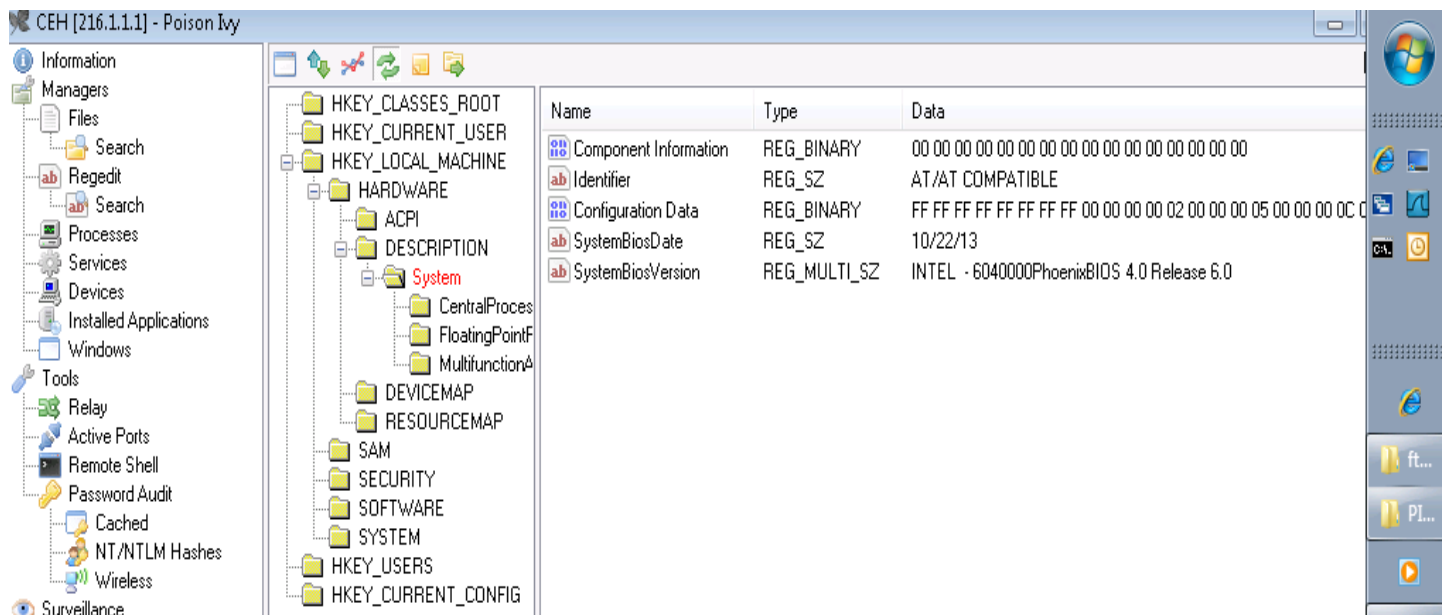 CEH [216.1.1.1] - Poison Ivy
Information
Managers
Files
Search
Regedit
Search
Processes
Services
Devices
Installed Applications
Windows
Tools
Relay
Active Ports
Remote Shell
Password Audit
Cached
NT/NTLM Hashes
Wireless
Surveillance
HKEY_CLASSES_ROOT
HKEY_CURRENT_USER
HKEY_LOCAL_MACHINE
HARDWARE
ACPI
DESCRIPTION
System
CentralProces
FloatingPointF
MultifunctionA
DEVICEMAP
RESOURCEMAP
SAM
SECURITY
SOFTWARE
SYSTEM
HKEY_USERS
HKEY_CURRENT_CONFIG
Name Type Data
Component Information REG_BINARY 00 00 00 00 00 00 00 00 00 00 00 00 00 00 00 00
Identifier REG_SZ AT/AT COMPATIBLE
Configuration Data REG_BINARY FF FF FF FF FF FF FF FF 00 00 00 00 02 00 00 00 05 00 00 00 0C
SystemBiosDate REG_SZ 10/22/13
SystemBiosVersion REG_MULTI_SZ INTEL - 6040000PhoenixBIOS 4.0 Release 6.0
ft...
PI...